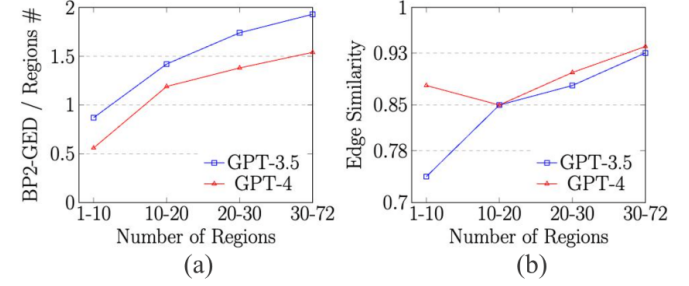 BP2-GED / Regions #
2
1.5
1
0.5
0
1-10
10-20
20-30
30-72
Number of Regions
GPT-3.5
GPT-4
(a)
Edge Similarity
1
0.93
0.85
0.78
0.7
1-10
10-20
20-30
30-72
Number of Regions
GPT-3.5
GPT-4
(b)